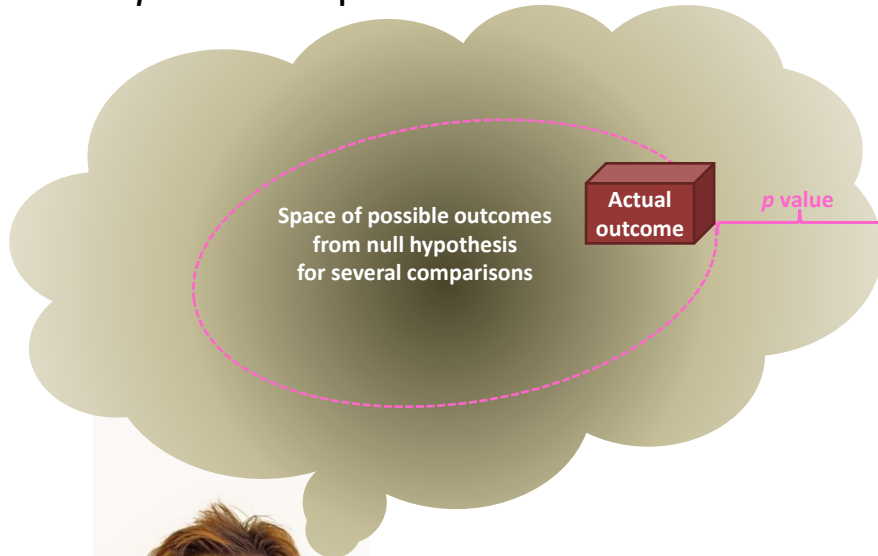 Space of possible outcomes
from null hypothesis
for several comparisons
Actual
outcome
p value